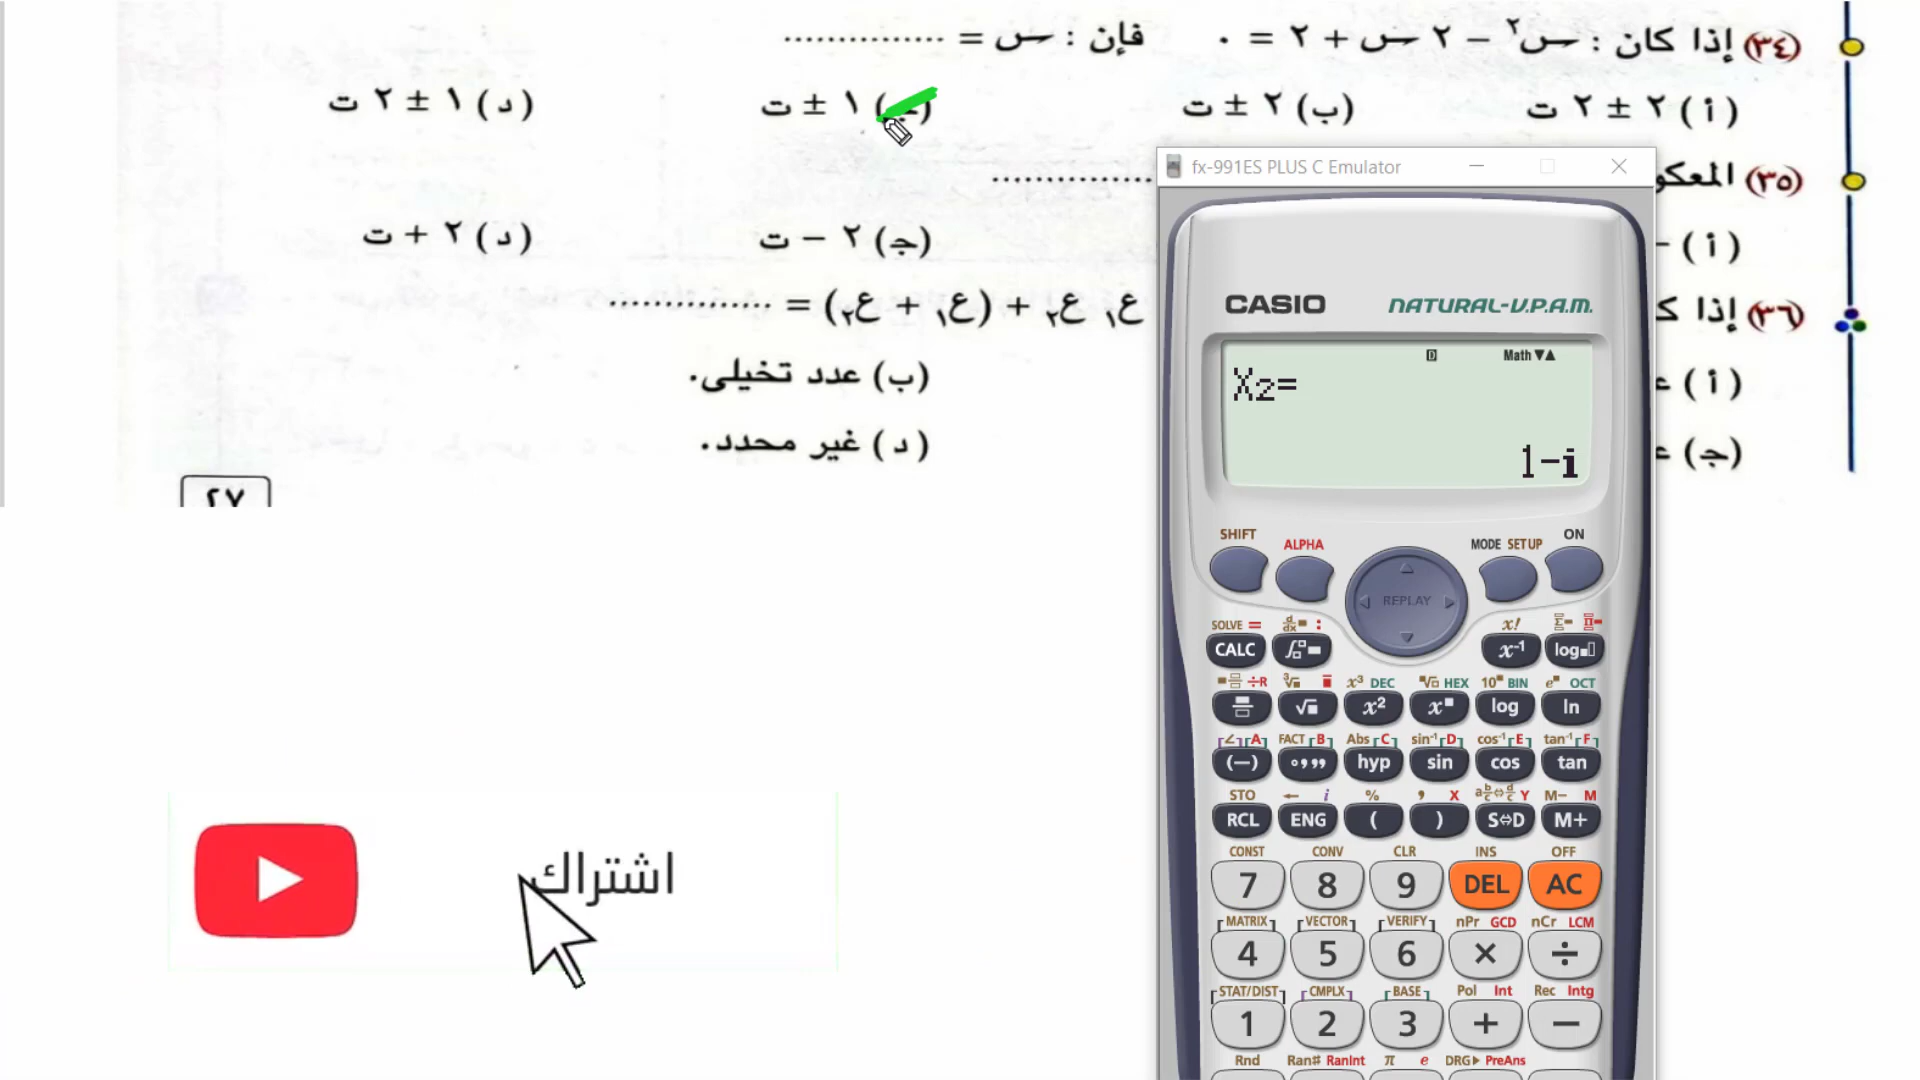 (٣٤) إذا كان : س٢ - ٢ س + ٢ = ٠ فإن : س = ...............
(أ) ٢ ± ٢ ت (ب) ٢ ± ت (جـ) ١ ± ت (د) ١ ± ٢ ت
(٣٥) المعكو ...............
(أ) - (جـ) ٢ - ت (د) ٢ + ت
(٣٦) إذا ك ع١ ع٢ + (ع١ + ع٢) = ...............
(أ) ع (ب) عدد تخيلى.
(جـ) ع (د) غير محدد.
٢٧
fx-991ES PLUS C Emulator
CASIO NATURAL-V.P.A.M.
D Math▼▲
X2=
1-i
SHIFT ALPHA MODE SETUP ON
REPLAY
SOLVE = d/dx : x! Σ Π
CALC ∫ x-1 log
÷R 3√ x3 DEC √ HEX 10 BIN e OCT
√ x2 x log ln
∠ A FACT B Abs C sin-1 D cos-1 E tan-1 F
(−) °,,, hyp sin cos tan
STO ← i % , X a b/c⇔d/c Y M− M
RCL ENG ( ) S⇔D M+
CONST CONV CLR INS OFF
7 8 9 DEL AC
MATRIX VECTOR VERIFY nPr GCD nCr LCM
4 5 6 × ÷
STAT/DIST CMPLX BASE Pol Int Rec Intg
1 2 3 + −
Rnd Ran# RanInt π e DRG▶ PreAns
اشتراك